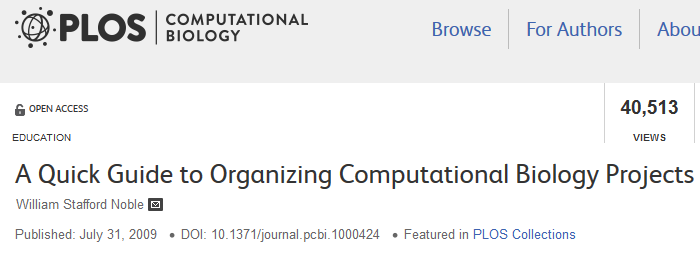 PLOS COMPUTATIONAL BIOLOGY
Browse For Authors Abou
OPEN ACCESS
40,513
VIEWS
EDUCATION
A Quick Guide to Organizing Computational Biology Projects
William Stafford Noble
Published: July 31, 2009 • DOI: 10.1371/journal.pcbi.1000424 • Featured in PLOS Collections